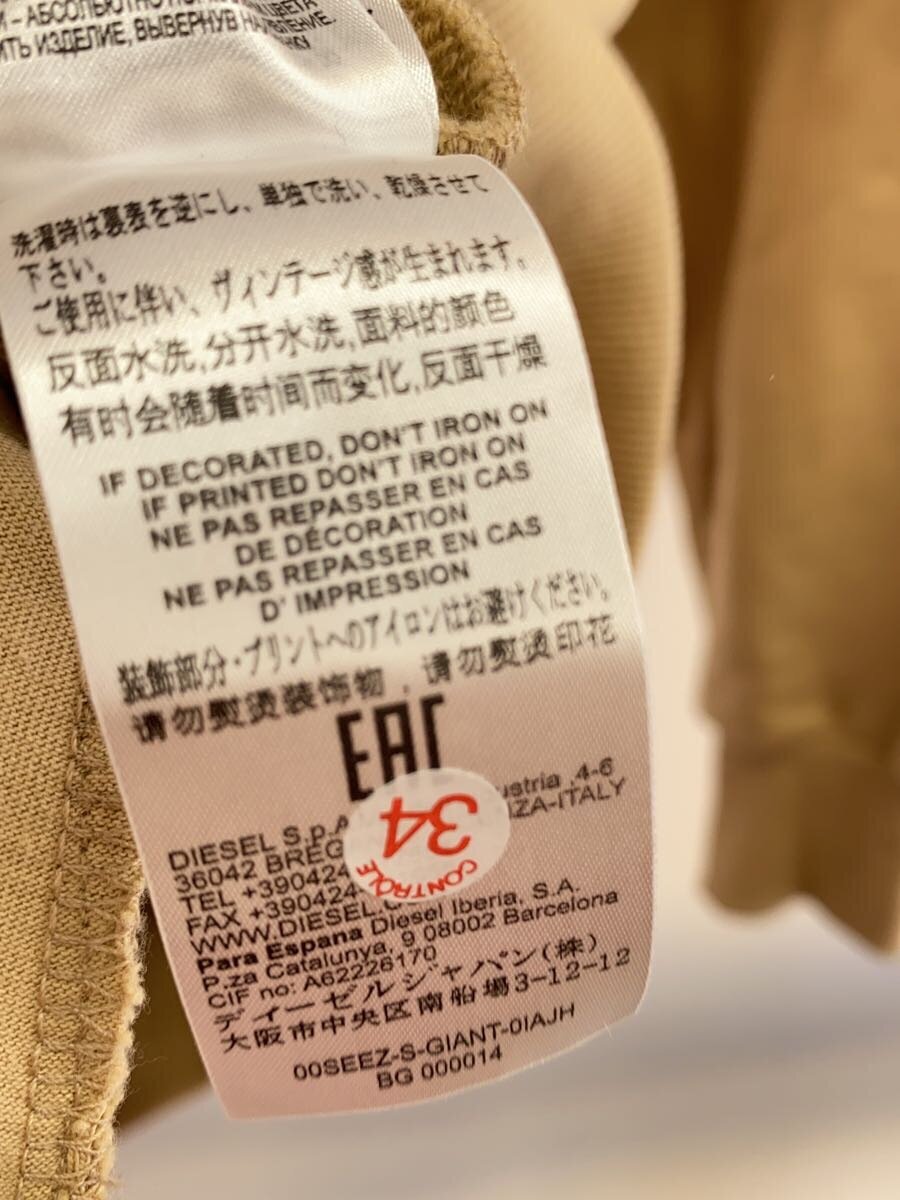 И - АБСОЛЬЮТНО
ЦВЕТА
ИТЬ ИЗДЕЛИЕ, ВЫВЕРНУВ НА
洗濯時は裏表を逆にし、単独で洗い、乾燥させて
下さい。
ご使用に伴い、ヴィンテージ感が生まれます。
反面水洗,分开水洗,面料的颜色
有时会随着时间而变化,反面干燥
IF DECORATED, DON'T IRON ON
IF PRINTED DON'T IRON ON
NE PAS REPASSER EN CAS
DE DÉCORATION
NE PAS REPASSER EN CAS
D' IMPRESSION
装飾部分・プリントへのアイロンはお避けください。
请勿熨烫装饰物，请勿熨烫印花
EAC
34
CONTROLE
DIESEL S.p.A ustria ,4-6
36042 BREG NZA-ITALY
TEL +390424
FAX +390424-
WWW.DIESEL.
Para Espana Diesel Iberia, S.A.
P.za Catalunya, 9 08002 Barcelona
CIF no: A62226170
ディーゼルジャパン(株)
大阪市中央区南船場3-12-12
00SEEZ-S-GIANT-0IAJH
BG 000014